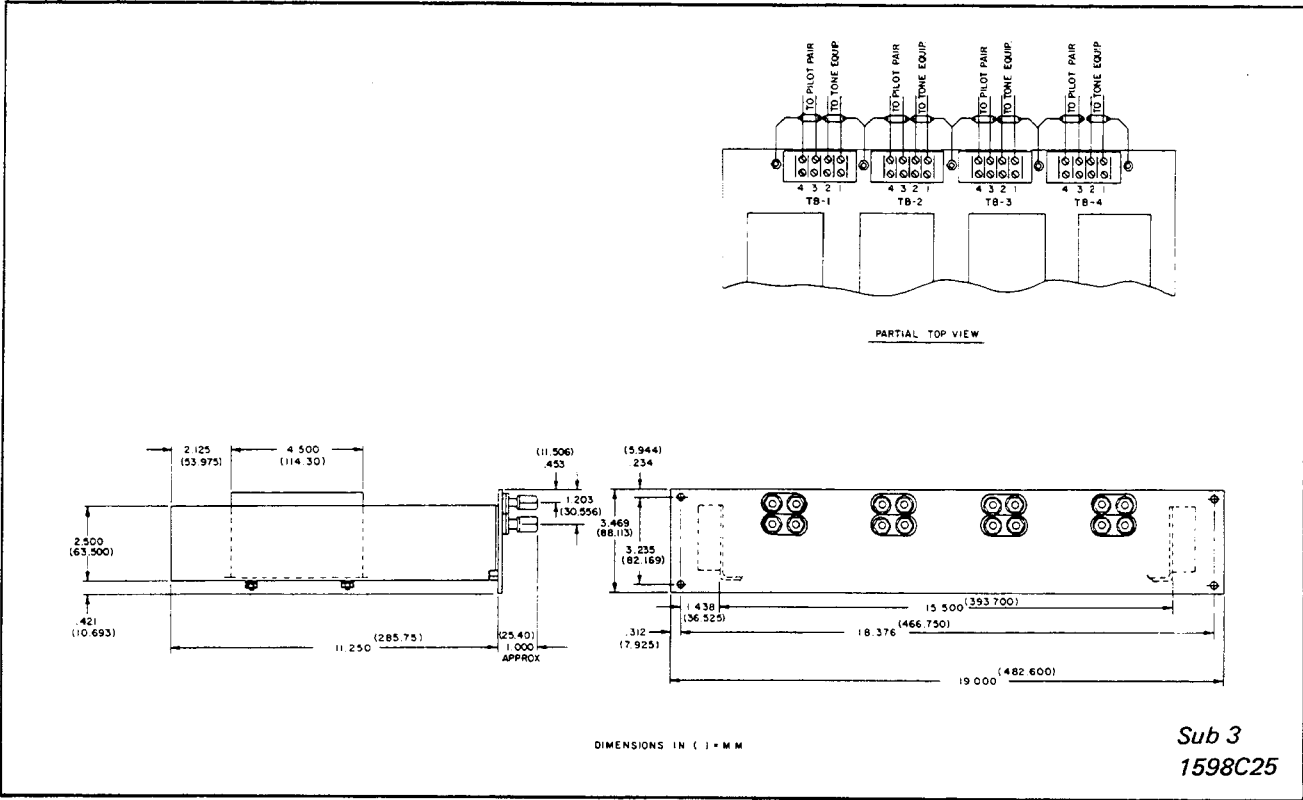 TO PILOT PAIR
TO TONE EQUIP
TO PILOT PAIR
TO TONE EQUIP.
TO PILOT PAIR
TO TONE EQUIP.
TO PILOT PAIR
TO TONE EQUIP
4 3 2 1
4 3 2 1
4 3 2 1
4 3 2 1
TB-1
TB-2
TB-3
TB-4
PARTIAL TOP VIEW
2.125
(53.975)
4.500
(114.30)
(11.506)
.453
1.203
(30.556)
2.500
(63.500)
.421
(10.693)
(285.75)
11.250
(25.40)
1.000
APPROX
(5.944)
.234
3.469
(88.113)
3.235
(82.169)
1.438
(36.525)
(393.700)
15.500
.312
(7.925)
(466.750)
18.376
(482.600)
19.000
DIMENSIONS IN ( ) = MM
Sub 3
1598C25